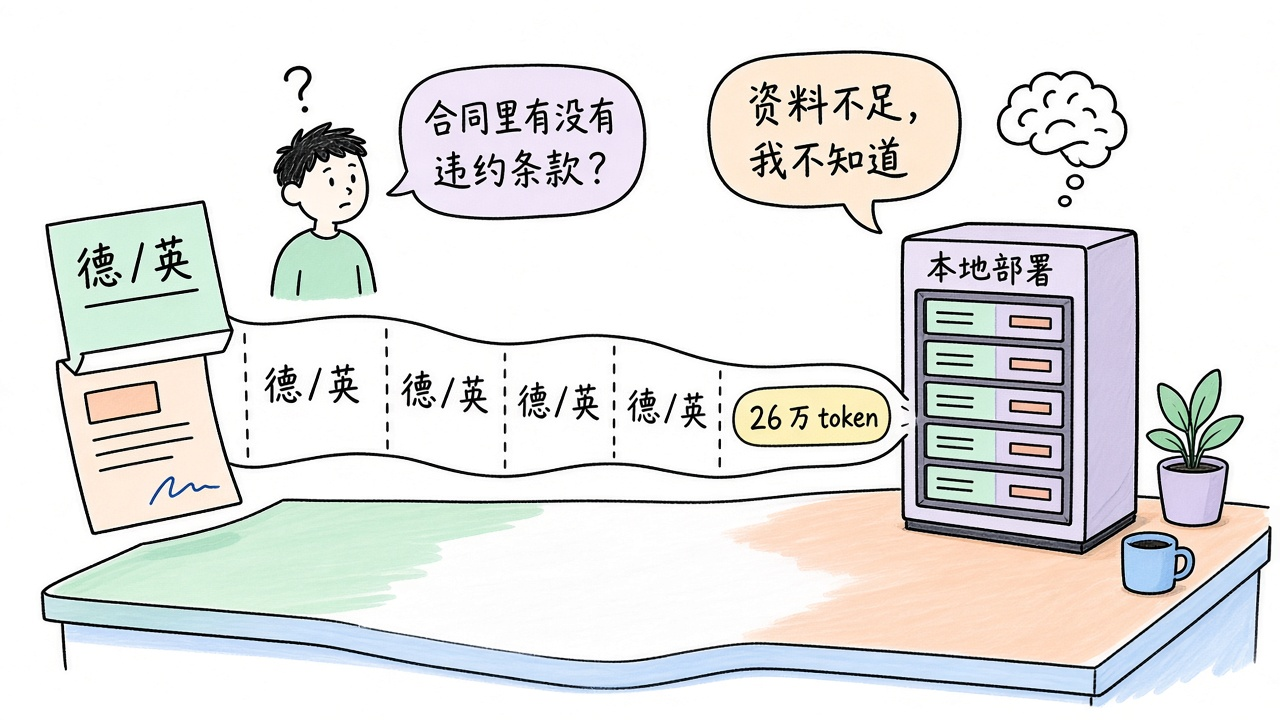 ?
合同里有没有
违约条款？
资料不足，
我不知道
德/英
本地部署
德/英
德/英
德/英
德/英
26万 token